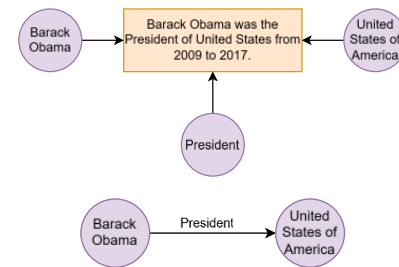 Barack
Obama
Barack Obama was the
President of United States from
2009 to 2017.
United
States of
America
President
Barack
Obama
President
United
States of
America